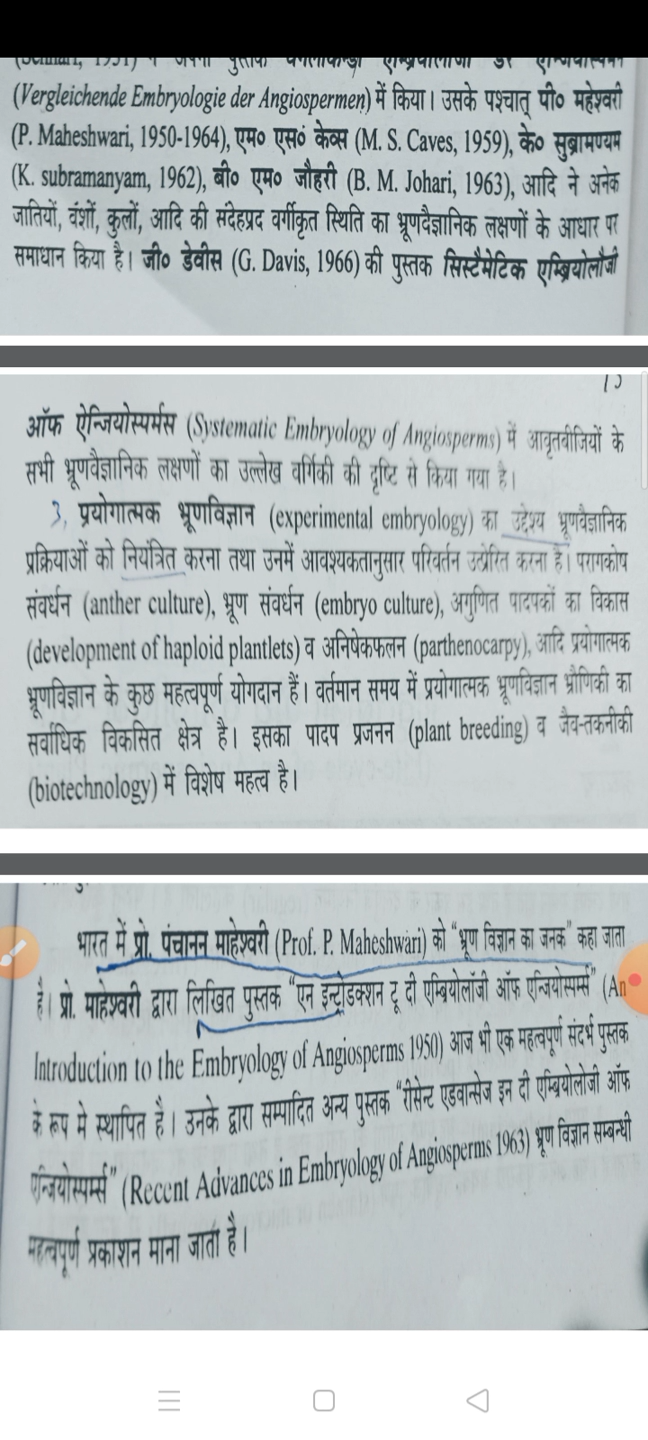 (Vergleichende Embryologie der Angiospermen) में किया। उसके पश्चात् पी० महेश्वरी
(P. Maheshwari, 1950-1964), एम० एस० केव्स (M. S. Caves, 1959), के० सुब्रामण्यम
(K. subramanyam, 1962), बी० एम० जौहरी (B. M. Johari, 1963), आदि ने अनेक
जातियों, वंशों, कुलों, आदि की संदेहप्रद वर्गीकृत स्थिति का भ्रूणदैज्ञानिक लक्षणों के आधार पर
समाधान किया है। जी० डेवीस (G. Davis, 1966) की पुस्तक सिस्टैमेटिक एम्ब्रियोलौजी
ऑफ ऐन्जियोस्पर्मस (Systematic Embryology of Angiosperms) में आवृतबीजियों के
सभी भ्रूणवैज्ञानिक लक्षणों का उल्लेख वर्गिकी की दृष्टि से किया गया है।
3, प्रयोगात्मक भ्रूणविज्ञान (experimental embryology) का उद्देश्य भ्रूणवैज्ञानिक
प्रक्रियाओं को नियंत्रित करना तथा उनमें आवश्यकतानुसार परिवर्तन उत्प्रेरित करना है। परागकोष
संवर्धन (anther culture), भ्रूण संवर्धन (embryo culture), अगुणित पादपकों का विकास
(development of haploid plantlets) व अनिषेकफलन (parthenocarpy), आदि प्रयोगात्मक
भ्रूणविज्ञान के कुछ महत्वपूर्ण योगदान हैं। वर्तमान समय में प्रयोगात्मक भ्रूणविज्ञान भ्रौणिकी का
सर्वाधिक विकसित क्षेत्र है। इसका पादप प्रजनन (plant breeding) व जैव-तकनीकी
(biotechnology) में विशेष महत्व है।
भारत में प्रो. पंचानन माहेश्वरी (Prof. P. Maheshwari) को "भ्रूण विज्ञान का जनक" कहा जाता
है। प्रो. माहेश्वरी द्वारा लिखित पुस्तक "एन इन्ट्रोडक्शन टू दी एम्ब्रियोलॉजी ऑफ एन्जियोस्पर्म्स" (An
Introduction to the Embryology of Angiosperms 1950) आज भी एक महत्वपूर्ण संदर्भ पुस्तक
के रूप मे स्थापित है। उनके द्वारा सम्पादित अन्य पुस्तक "रीसेन्ट एडवान्सेज इन दी एम्ब्रियोलोजी ऑफ
एन्जियोस्पर्म्स" (Recent Advances in Embryology of Angiosperms 1963) भ्रूण विज्ञान सम्बन्धी
महत्वपूर्ण प्रकाशन माना जाता है।